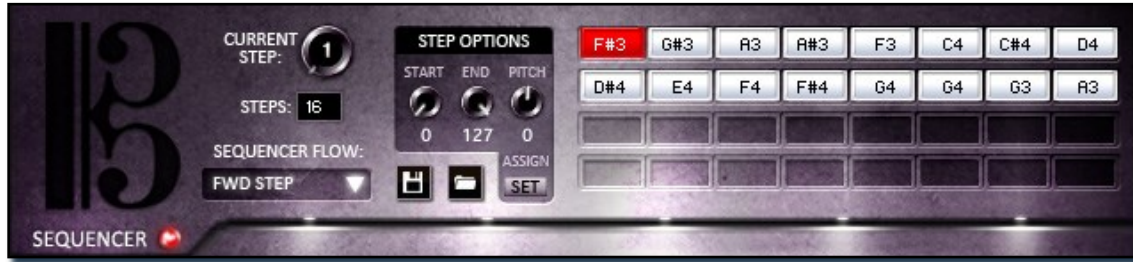 CURRENT
STEP:
1
STEPS: 16
SEQUENCER FLOW:
FWD STEP
SEQUENCER
STEP OPTIONS
START END PITCH
0 127 0
ASSIGN
SET
F#3 G#3 A3 A#3 F3 C4 C#4 D4
D#4 E4 F4 F#4 G4 G4 G3 A3